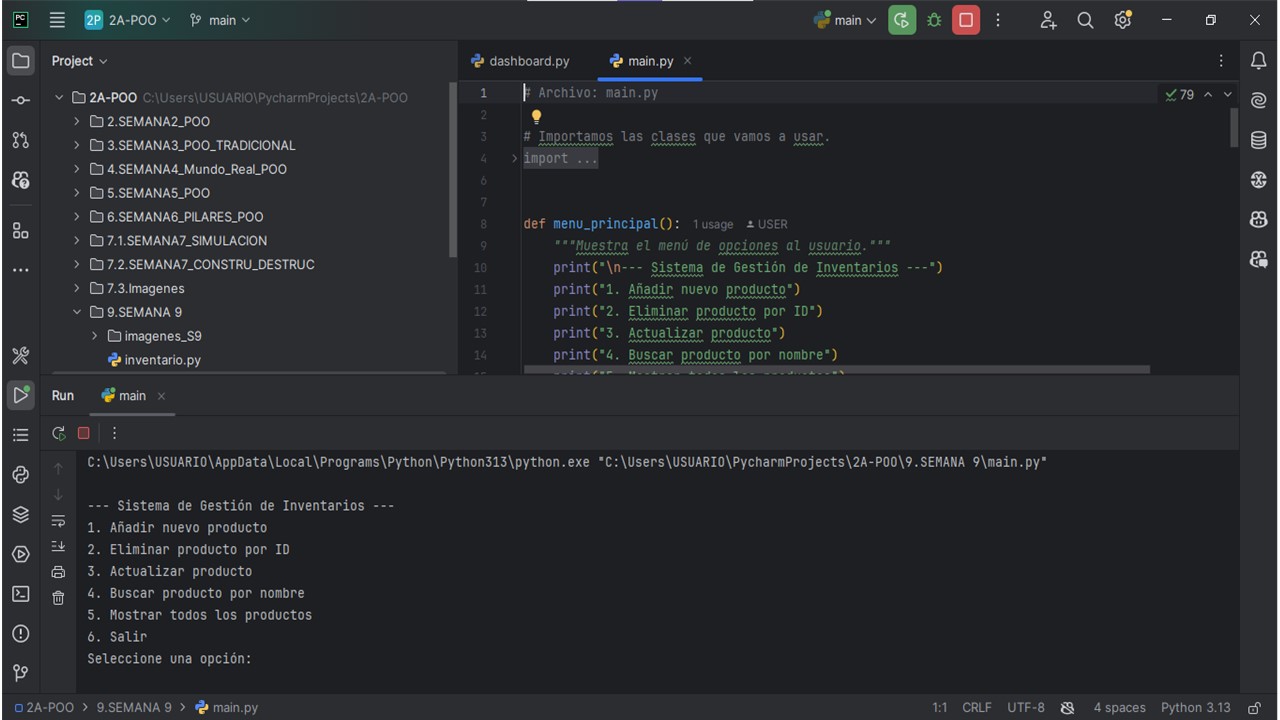 PC 2P 2A-POO main main
Project
dashboard.py main.py
2A-POO C:\Users\USUARIO\PycharmProjects\2A-POO
2.SEMANA2_POO
3.SEMANA3_POO_TRADICIONAL
4.SEMANA4_Mundo_Real_POO
5.SEMANA5_POO
6.SEMANA6_PILARES_POO
7.1.SEMANA7_SIMULACION
7.2.SEMANA7_CONSTRU_DESTRUC
7.3.Imagenes
9.SEMANA 9
imagenes_S9
inventario.py
1 # Archivo: main.py 79
2
3 # Importamos las clases que vamos a usar.
4 import ...
6
7
8 def menu_principal(): 1 usage USER
9 """Muestra el menú de opciones al usuario."""
10 print("\n--- Sistema de Gestión de Inventarios ---")
11 print("1. Añadir nuevo producto")
12 print("2. Eliminar producto por ID")
13 print("3. Actualizar producto")
14 print("4. Buscar producto por nombre")
15 print("5. Mostrar todos los productos")
Run main
C:\Users\USUARIO\AppData\Local\Programs\Python\Python313\python.exe "C:\Users\USUARIO\PycharmProjects\2A-POO\9.SEMANA 9\main.py"
--- Sistema de Gestión de Inventarios ---
1. Añadir nuevo producto
2. Eliminar producto por ID
3. Actualizar producto
4. Buscar producto por nombre
5. Mostrar todos los productos
6. Salir
Seleccione una opción:
2A-POO > 9.SEMANA 9 > main.py 1:1 CRLF UTF-8 4 spaces Python 3.13